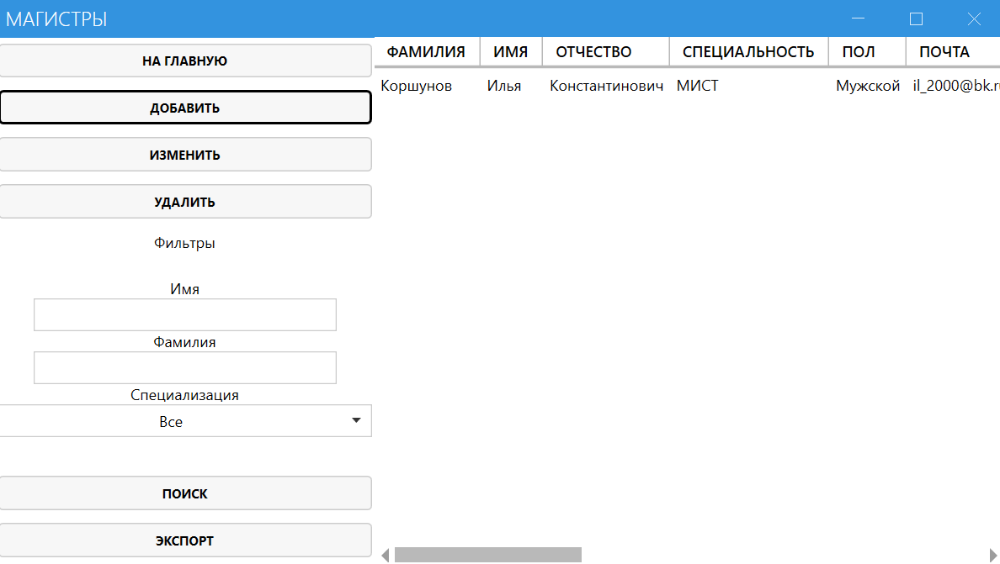 МАГИСТРЫ
НА ГЛАВНУЮ
ДОБАВИТЬ
ИЗМЕНИТЬ
УДАЛИТЬ
Фильтры
Имя
Фамилия
Специализация
Все
ПОИСК
ЭКСПОРТ
ФАМИЛИЯ ИМЯ ОТЧЕСТВО СПЕЦИАЛЬНОСТЬ ПОЛ ПОЧТА
Коршунов Илья Константинович МИСТ Мужской il_2000@bk.r